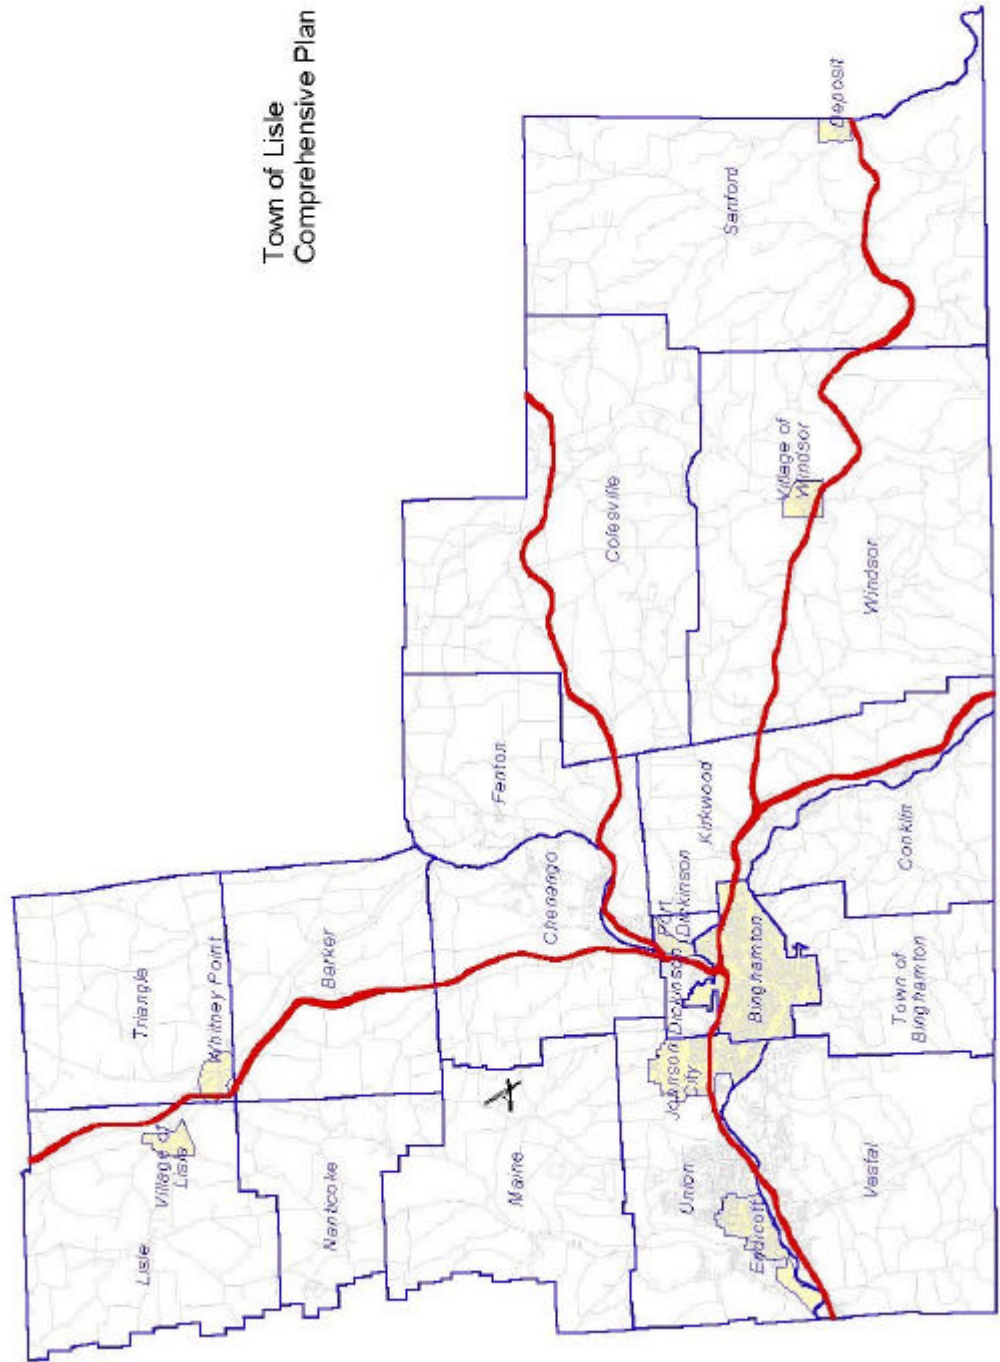 Town of Lisle
Comprehensive Plan
Lisle
Village of
Lisle
Triangle
Whitney Point
Nanticoke
Barker
Maine
Chenango
Fenton
Colesville
Sanford
Deposit
Union
Johnson
City
Dickinson
Port
Dickinson
Kirkwood
Village of
Windsor
Windsor
Endicott
Binghamton
Vestal
Town of
Binghamton
Conklin